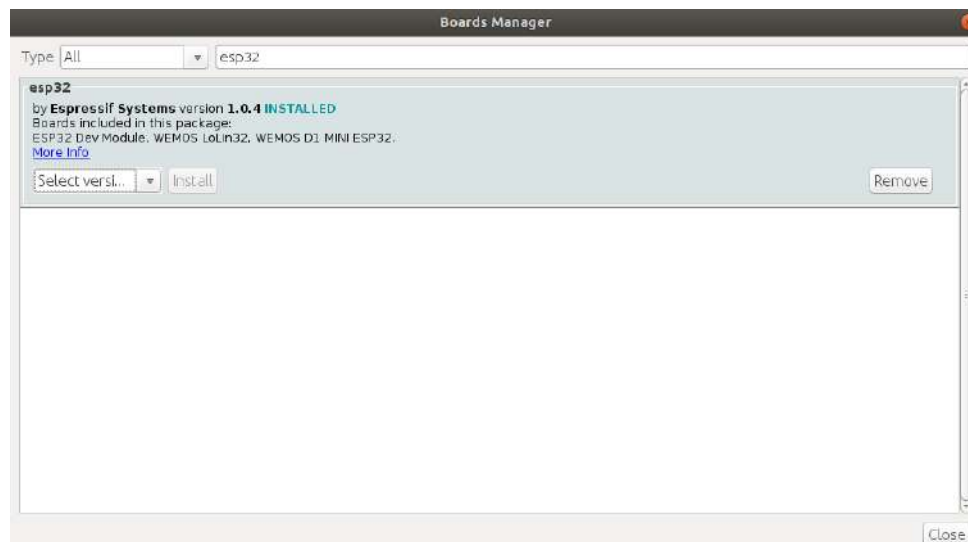 Boards Manager
Type All esp32
esp32
by Espressif Systems version 1.0.4 INSTALLED
Boards included in this package:
ESP32 Dev Module, WEMOS LoLin32, WEMOS D1 MINI ESP32.
More Info
Select versi... Install Remove
Close